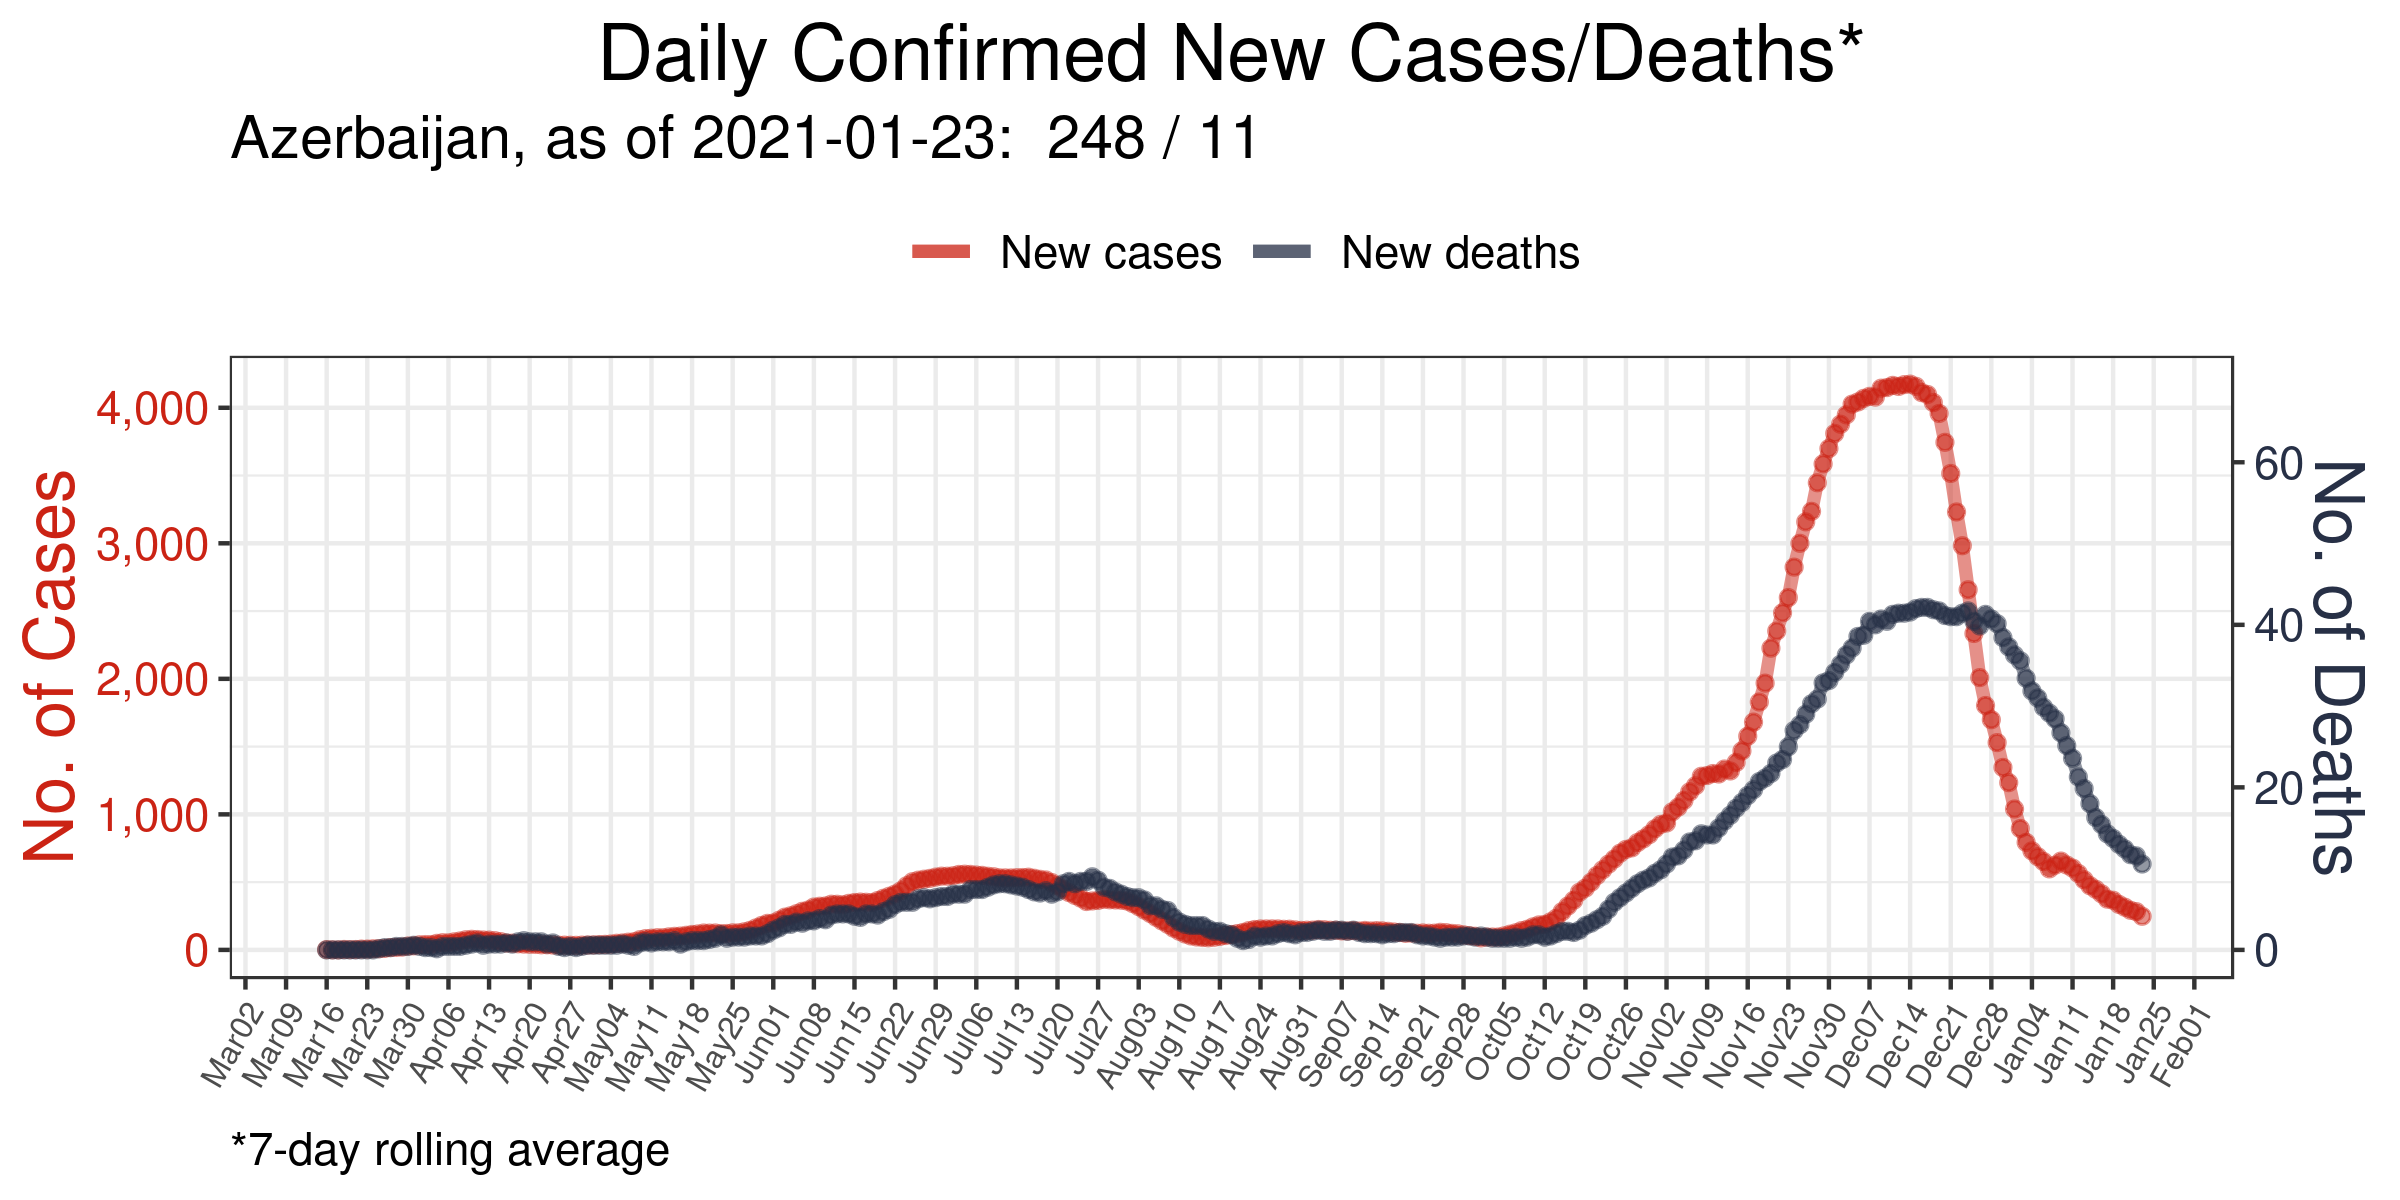 Daily Confirmed New Cases/Deaths*
Azerbaijan, as of 2021-01-23:  248 / 11
New cases
New deaths
No. of Cases
4,000
3,000
2,000
1,000
0
60
40
20
0
No. of Deaths
Mar02
Mar09
Mar16
Mar23
Mar30
Apr06
Apr13
Apr20
Apr27
May04
May11
May18
May25
Jun01
Jun08
Jun15
Jun22
Jun29
Jul06
Jul13
Jul20
Jul27
Aug03
Aug10
Aug17
Aug24
Aug31
Sep07
Sep14
Sep21
Sep28
Oct05
Oct12
Oct19
Oct26
Nov02
Nov09
Nov16
Nov23
Nov30
Dec07
Dec14
Dec21
Dec28
Jan04
Jan11
Jan18
Jan25
Feb01
*7-day rolling average